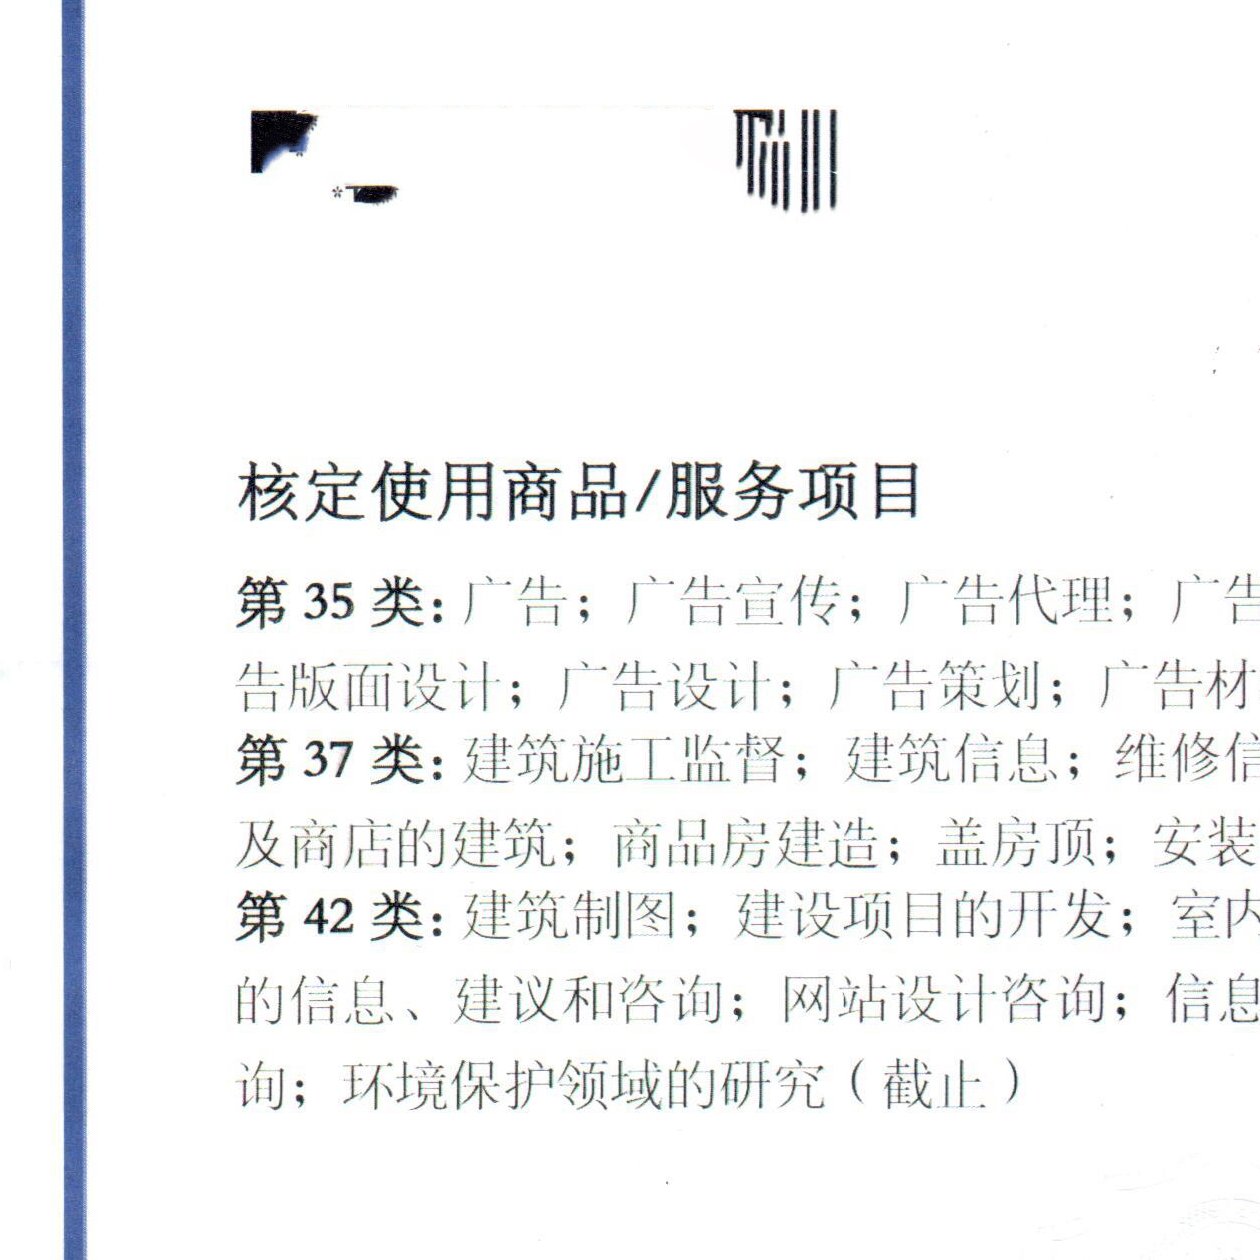 核定使用商品/服务项目
第 35 类：广告；广告宣传；广告代理；广告
告版面设计；广告设计；广告策划；广告材
第 37 类：建筑施工监督；建筑信息；维修信
及商店的建筑；商品房建造；盖房顶；安装
第 42 类：建筑制图；建设项目的开发；室内
的信息、建议和咨询；网站设计咨询；信息
询；环境保护领域的研究（截止）